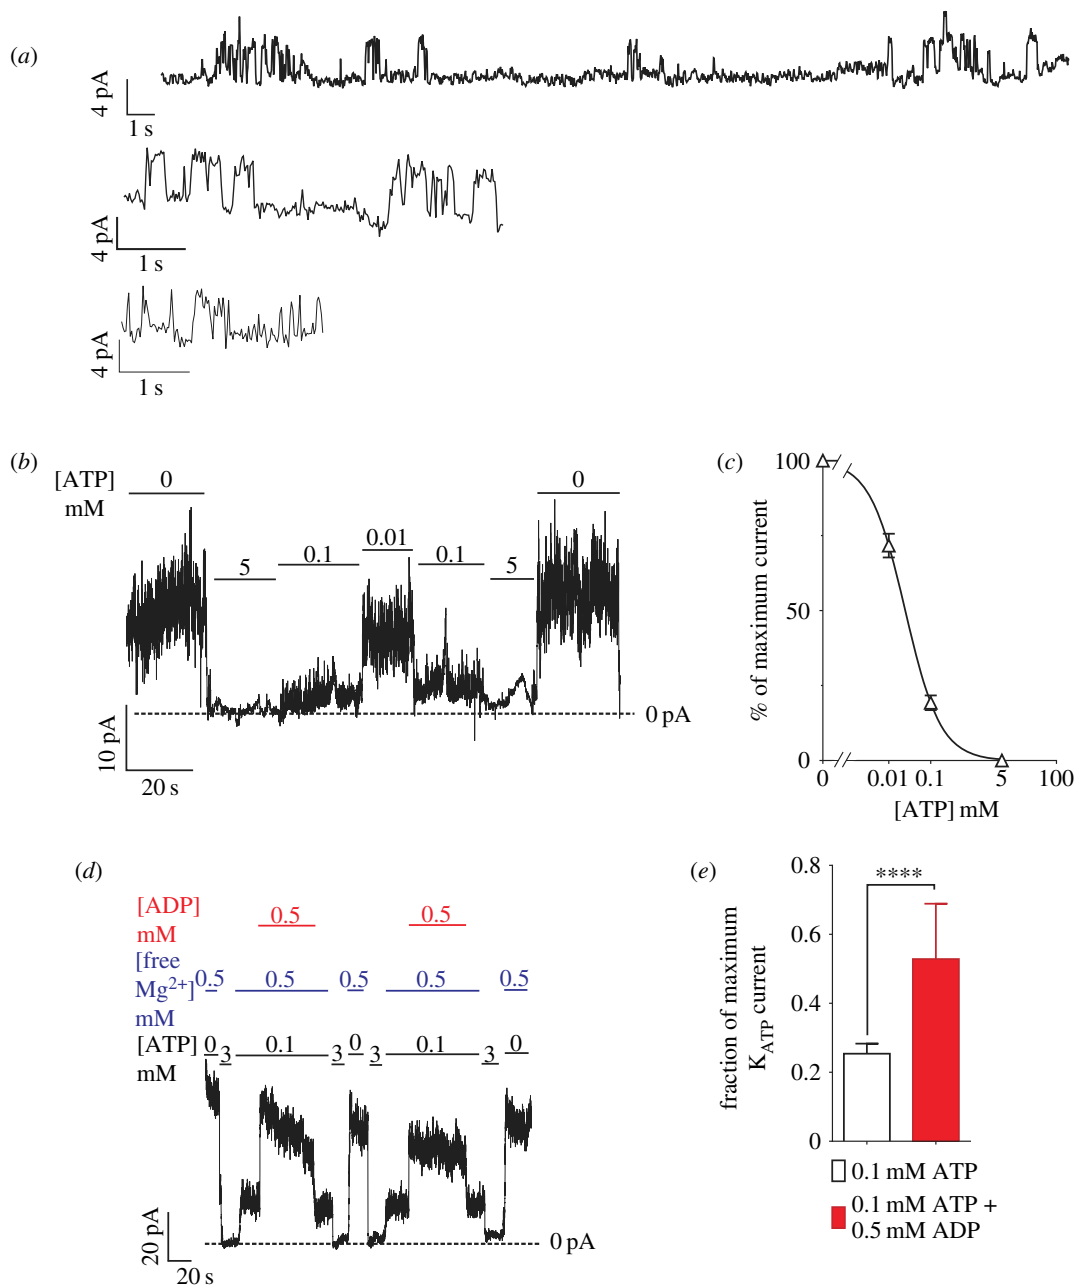 (a)
4 pA
1 s
4 pA
1 s
4 pA
1 s
(b)
[ATP]
mM
0
5
0.1
0.01
0.1
5
0
0 pA
10 pA
20 s
(c)
% of maximum current
100
50
0
0
0.01
0.1
5
100
[ATP] mM
(d)
[ADP]
mM
0.5
0.5
[free
Mg2+]
mM
0.5
0.5
0.5
0.5
0.5
[ATP]
mM
0
3
0.1
3
0
3
0.1
3
0
0 pA
20 pA
20 s
(e)
fraction of maximum
KATP current
0.8
0.6
0.4
0.2
0
****
0.1 mM ATP
0.1 mM ATP +
0.5 mM ADP